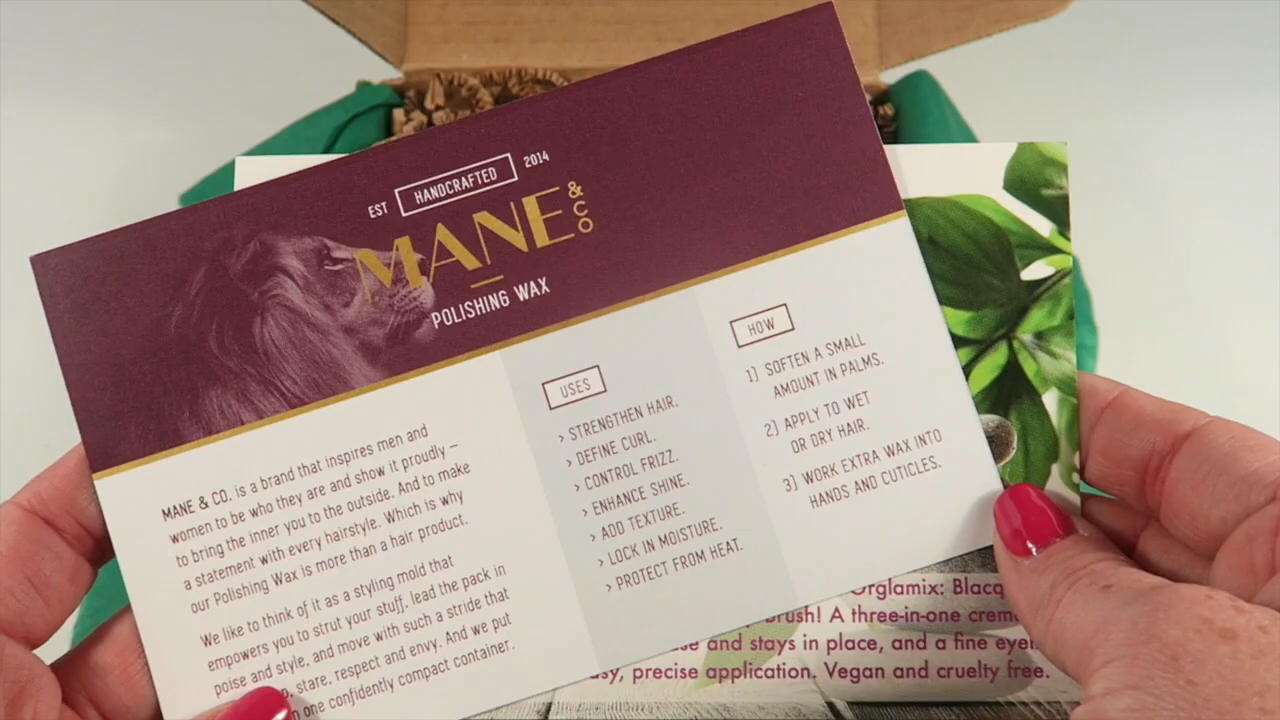 EST HANDCRAFTED 2014
MANE & CO
POLISHING WAX
MANE & CO. is a brand that inspires men and
women to be who they are and show it proudly –
to bring the inner you to the outside. And to make
a statement with every hairstyle. Which is why
our Polishing Wax is more than a hair product.
We like to think of it as a styling mold that
empowers you to strut your stuff, lead the pack in
poise and style, and move with such a stride that
stare, respect and envy. And we put
one confidently compact container.
USES
> STRENGTHEN HAIR.
> DEFINE CURL.
> CONTROL FRIZZ.
> ENHANCE SHINE.
> ADD TEXTURE.
> LOCK IN MOISTURE.
> PROTECT FROM HEAT.
HOW
1) SOFTEN A SMALL
AMOUNT IN PALMS.
2) APPLY TO WET
OR DRY HAIR.
3) WORK EXTRA WAX INTO
HANDS AND CUTICLES.
Orglamix:
brush! A three-in-one
and stays in place, and a fine
precise application. Vegan and cruelty free.